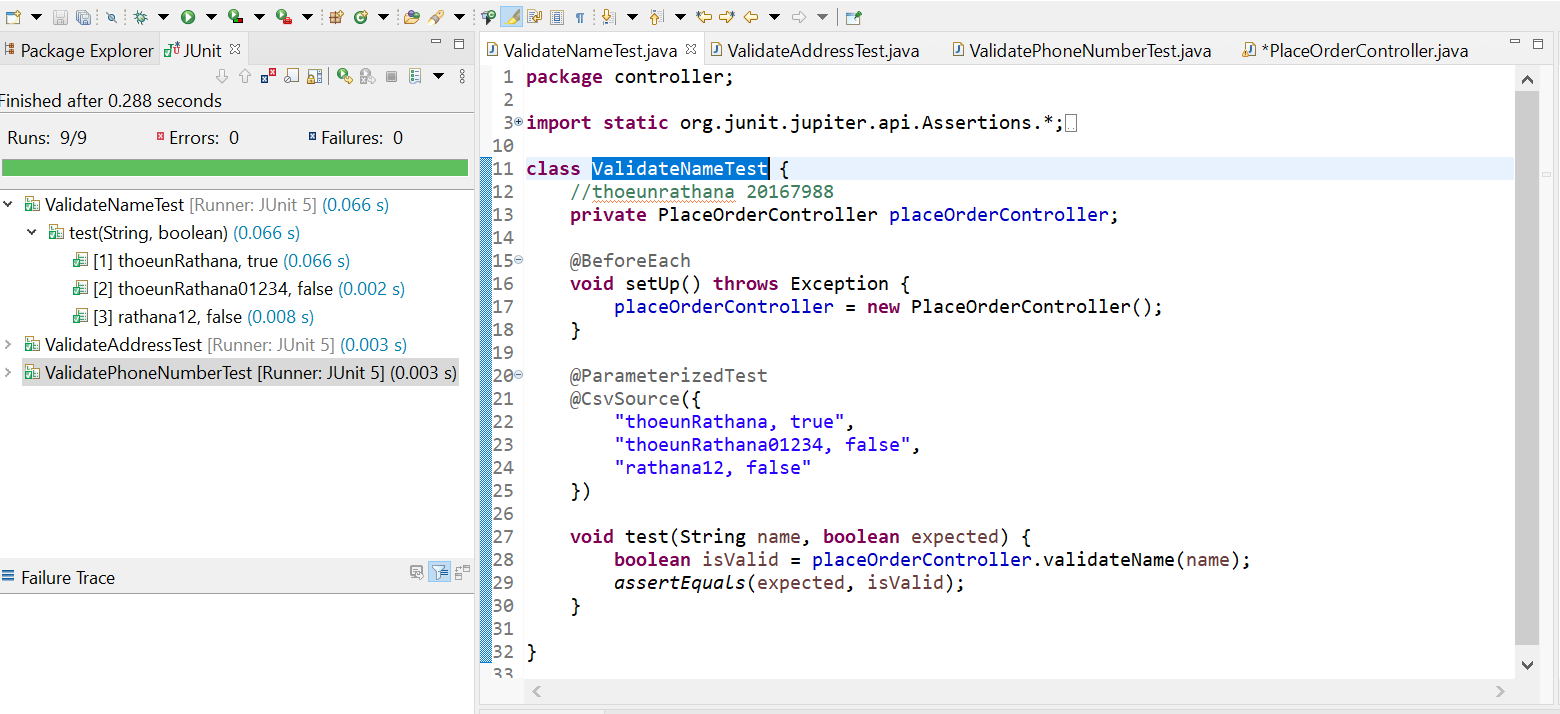 Package Explorer JUnit
Finished after 0.288 seconds
Runs: 9/9 Errors: 0 Failures: 0
ValidateNameTest [Runner: JUnit 5] (0.066 s)
test(String, boolean) (0.066 s)
[1] thoeunRathana, true (0.066 s)
[2] thoeunRathana01234, false (0.002 s)
[3] rathana12, false (0.008 s)
ValidateAddressTest [Runner: JUnit 5] (0.003 s)
ValidatePhoneNumberTest [Runner: JUnit 5] (0.003 s)
Failure Trace
ValidateNameTest.java ValidateAddressTest.java ValidatePhoneNumberTest.java *PlaceOrderController.java
1 package controller;
2
3 import static org.junit.jupiter.api.Assertions.*;
10
11 class ValidateNameTest {
12 //thoeunrathana 20167988
13 private PlaceOrderController placeOrderController;
14
15 @BeforeEach
16 void setUp() throws Exception {
17 placeOrderController = new PlaceOrderController();
18 }
19
20 @ParameterizedTest
21 @CsvSource({
22 "thoeunRathana, true",
23 "thoeunRathana01234, false",
24 "rathana12, false"
25 })
26
27 void test(String name, boolean expected) {
28 boolean isValid = placeOrderController.validateName(name);
29 assertEquals(expected, isValid);
30 }
31
32 }
33